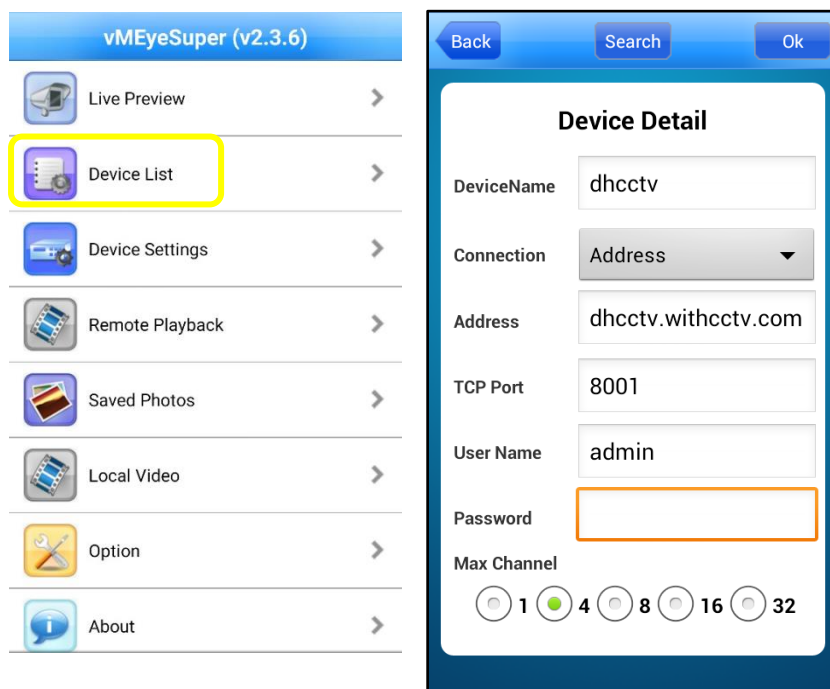 vMEyeSuper (v2.3.6)
Live Preview
Device List
Device Settings
Remote Playback
Saved Photos
Local Video
Option
About
Back Search Ok
Device Detail
DeviceName dhcctv
Connection Address
Address dhcctv.withcctv.com
TCP Port 8001
User Name admin
Password
Max Channel
1 4 8 16 32